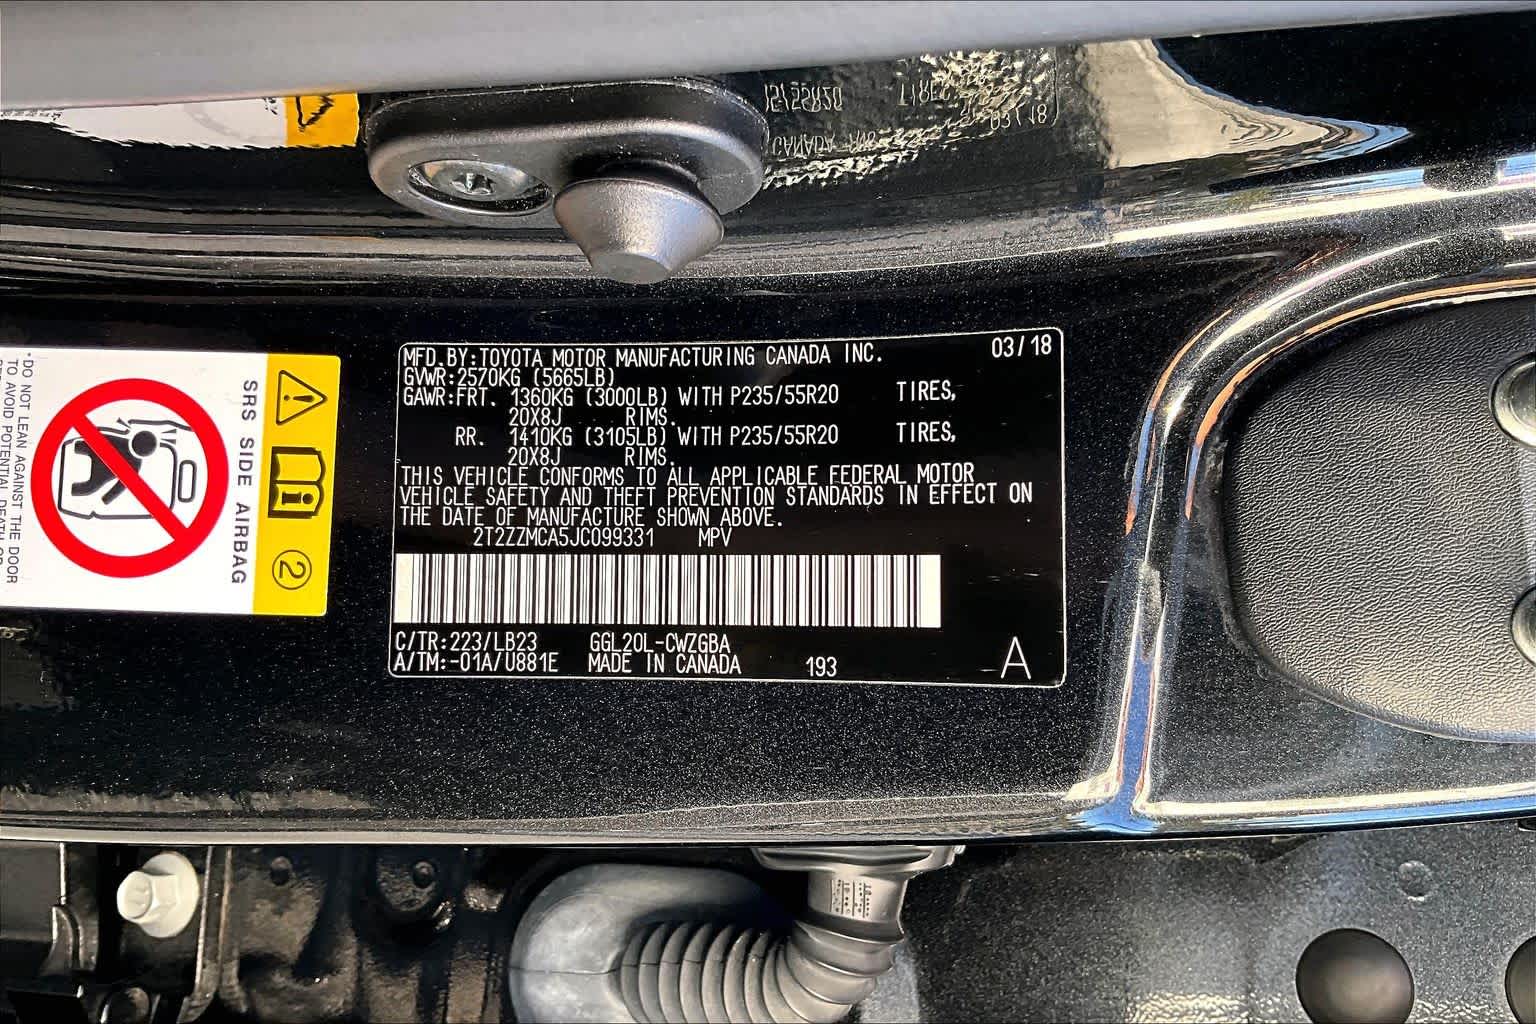 MFD.BY:TOYOTA MOTOR MANUFACTURING CANADA INC. 03/18
GVWR:2570KG (5665LB)
GAWR:FRT. 1360KG (3000LB) WITH P235/55R20 TIRES,
20X8J RIMS.
RR. 1410KG (3105LB) WITH P235/55R20 TIRES,
20X8J RIMS.
THIS VEHICLE CONFORMS TO ALL APPLICABLE FEDERAL MOTOR
VEHICLE SAFETY AND THEFT PREVENTION STANDARDS IN EFFECT ON
THE DATE OF MANUFACTURE SHOWN ABOVE.
2T2ZZMCA5JC099331 MPV
C/TR:223/LB23 GGL20L-CWZGBA
A/TM:-01A/U881E MADE IN CANADA 193 A
2
SRS SIDE AIRBAG
•DO NOT LEAN AGAINST THE DOOR
TO AVOID POTENTIAL DEATH OR